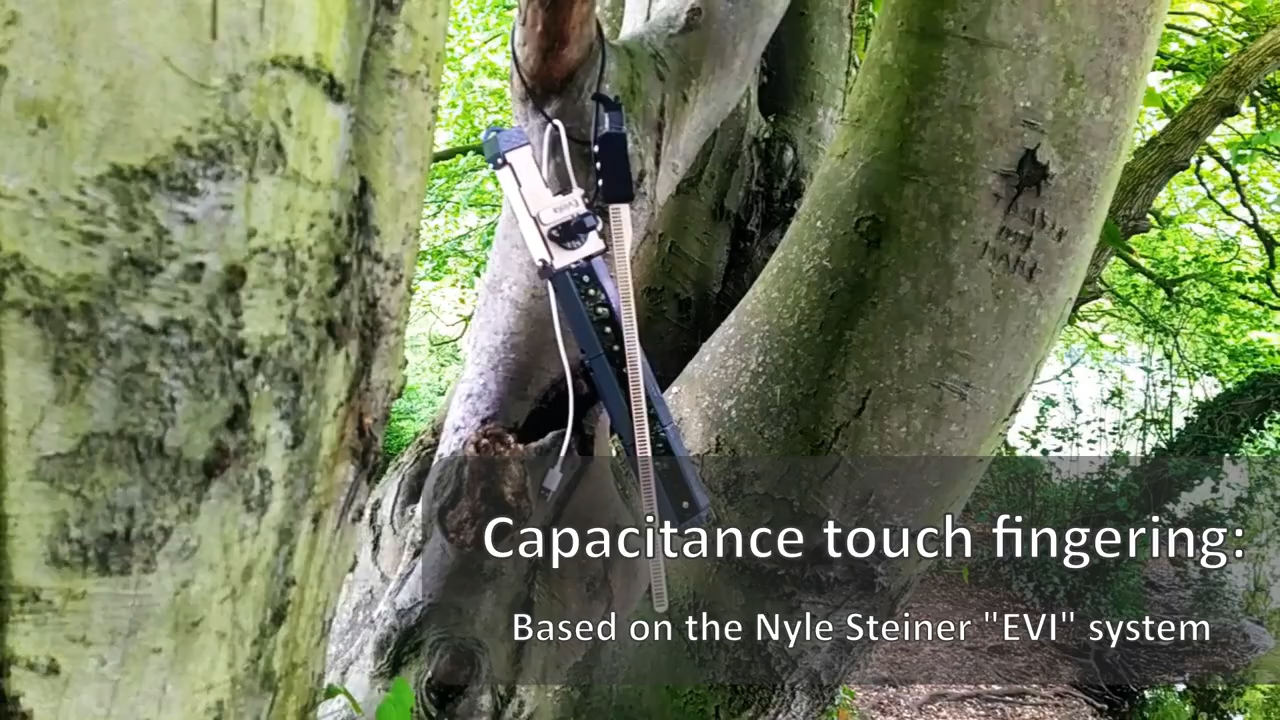 Capacitance touch fingering:
Based on the Nyle Steiner "EVI" system